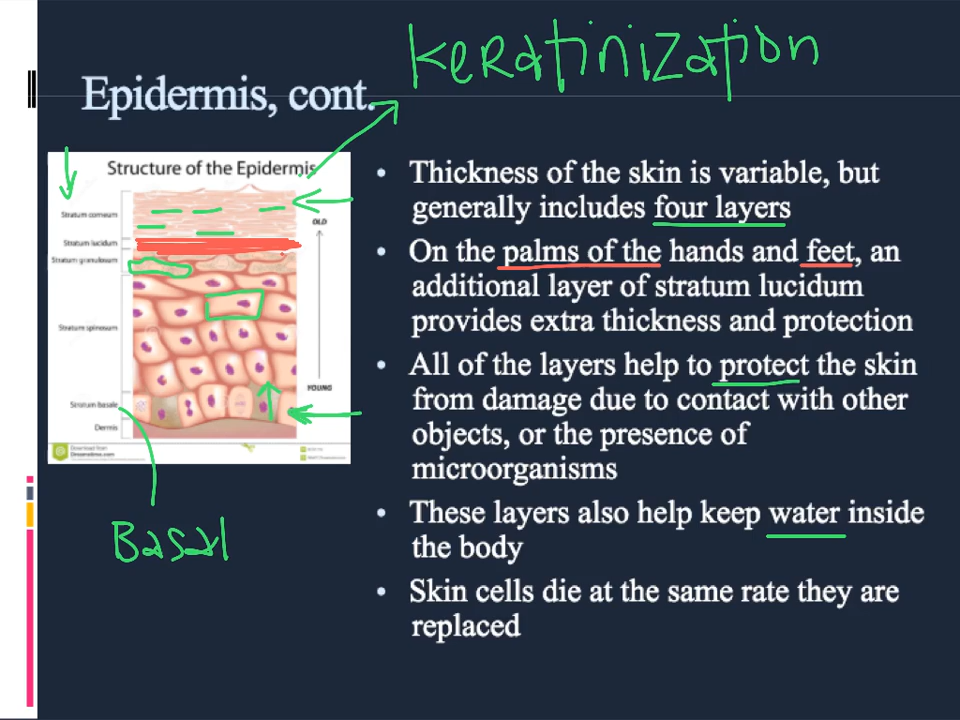 Keratinization
Epidermis, cont.
Structure of the Epidermis
Stratum corneum
OLD
Stratum lucidum
Stratum granulosum
Stratum spinosum
YOUNG
Stratum basale
Dermis
Download from
Dreamstime.com
Basal
• Thickness of the skin is variable, but
generally includes four layers
• On the palms of the hands and feet, an
additional layer of stratum lucidum
provides extra thickness and protection
• All of the layers help to protect the skin
from damage due to contact with other
objects, or the presence of
microorganisms
• These layers also help keep water inside
the body
• Skin cells die at the same rate they are
replaced